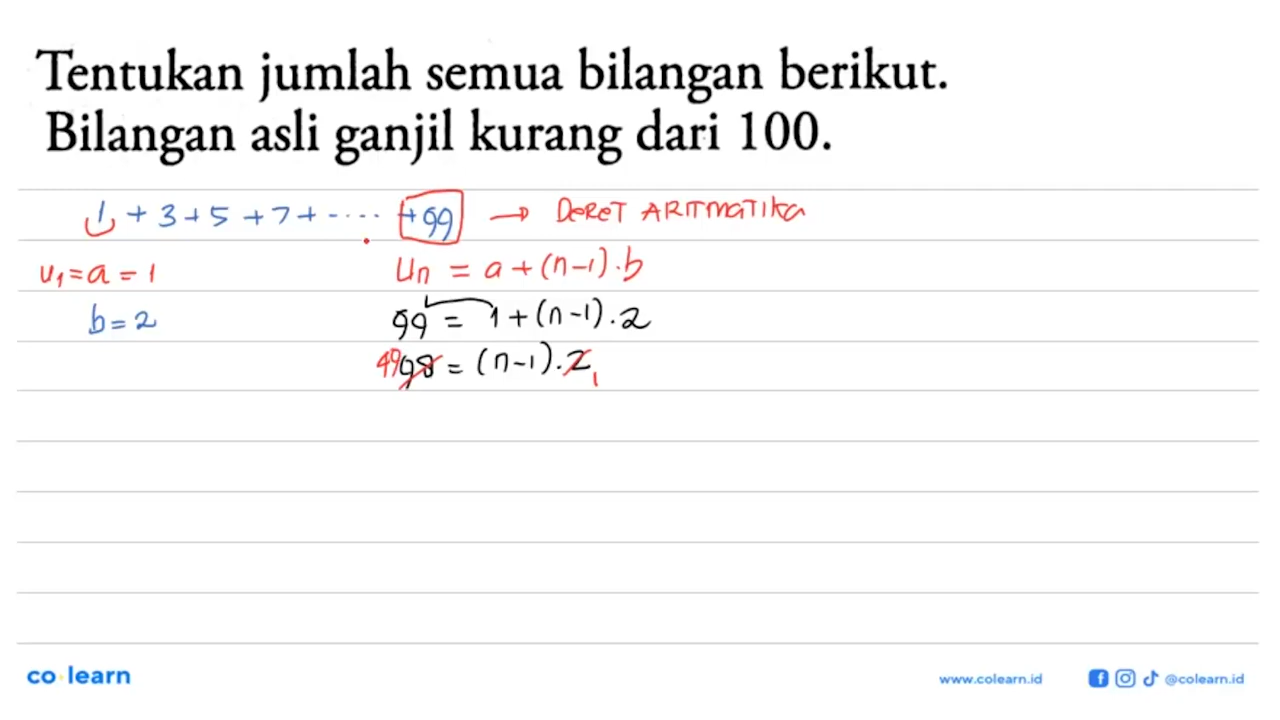 Tentukan jumlah semua bilangan berikut.
Bilangan asli ganjil kurang dari 100.
1 + 3 + 5 + 7 + ..... + 99 → DERET ARITMATIKA
u₁ = a = 1
Un = a + (n-1).b
b = 2
99 = 1 + (n-1).2
49 98 = (n-1).2 1
co learn
www.colearn.id
@colearn.id